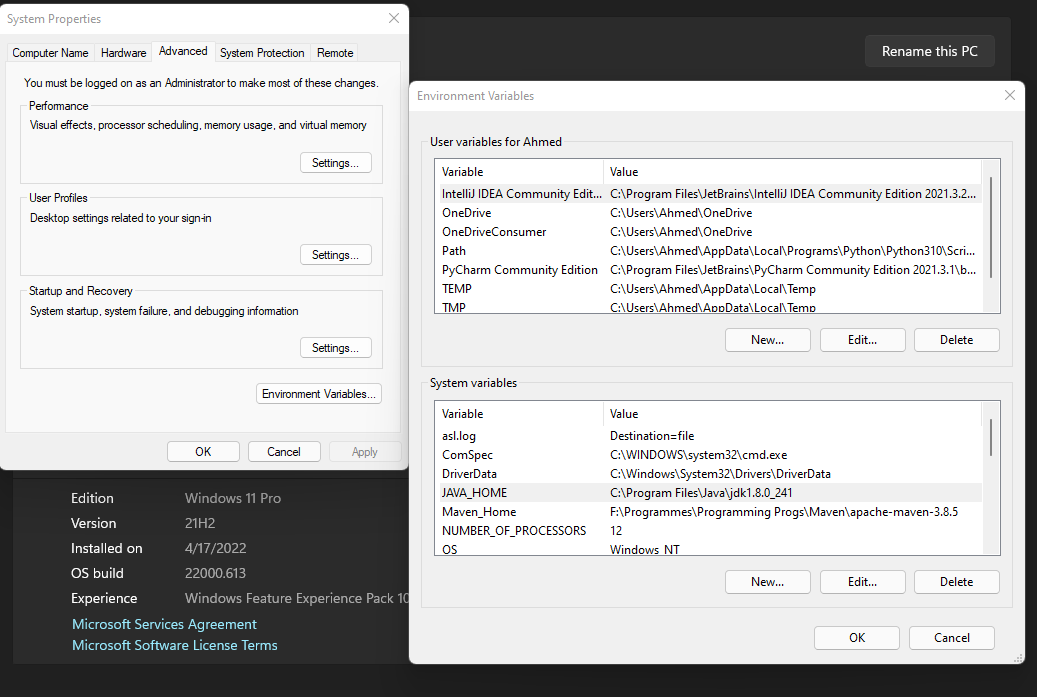 System Properties
Computer Name Hardware Advanced System Protection Remote
You must be logged on as an Administrator to make most of these changes.
Performance
Visual effects, processor scheduling, memory usage, and virtual memory
Settings...
User Profiles
Desktop settings related to your sign-in
Settings...
Startup and Recovery
System startup, system failure, and debugging information
Settings...
Environment Variables...
OK Cancel Apply
Rename this PC
Environment Variables
User variables for Ahmed
Variable Value
IntelliJ IDEA Community Edit... C:\Program Files\JetBrains\IntelliJ IDEA Community Edition 2021.3.2...
OneDrive C:\Users\Ahmed\OneDrive
OneDriveConsumer C:\Users\Ahmed\OneDrive
Path C:\Users\Ahmed\AppData\Local\Programs\Python\Python310\Scri...
PyCharm Community Edition C:\Program Files\JetBrains\PyCharm Community Edition 2021.3.1\b...
TEMP C:\Users\Ahmed\AppData\Local\Temp
TMP C:\Users\Ahmed\AppData\Local\Temp
New... Edit... Delete
System variables
Variable Value
asl.log Destination=file
ComSpec C:\WINDOWS\system32\cmd.exe
DriverData C:\Windows\System32\Drivers\DriverData
JAVA_HOME C:\Program Files\Java\jdk1.8.0_241
Maven_Home F:\Programmes\Programming Progs\Maven\apache-maven-3.8.5
NUMBER_OF_PROCESSORS 12
OS Windows_NT
New... Edit... Delete
OK Cancel
Edition Windows 11 Pro
Version 21H2
Installed on 4/17/2022
OS build 22000.613
Experience Windows Feature Experience Pack 10
Microsoft Services Agreement
Microsoft Software License Terms